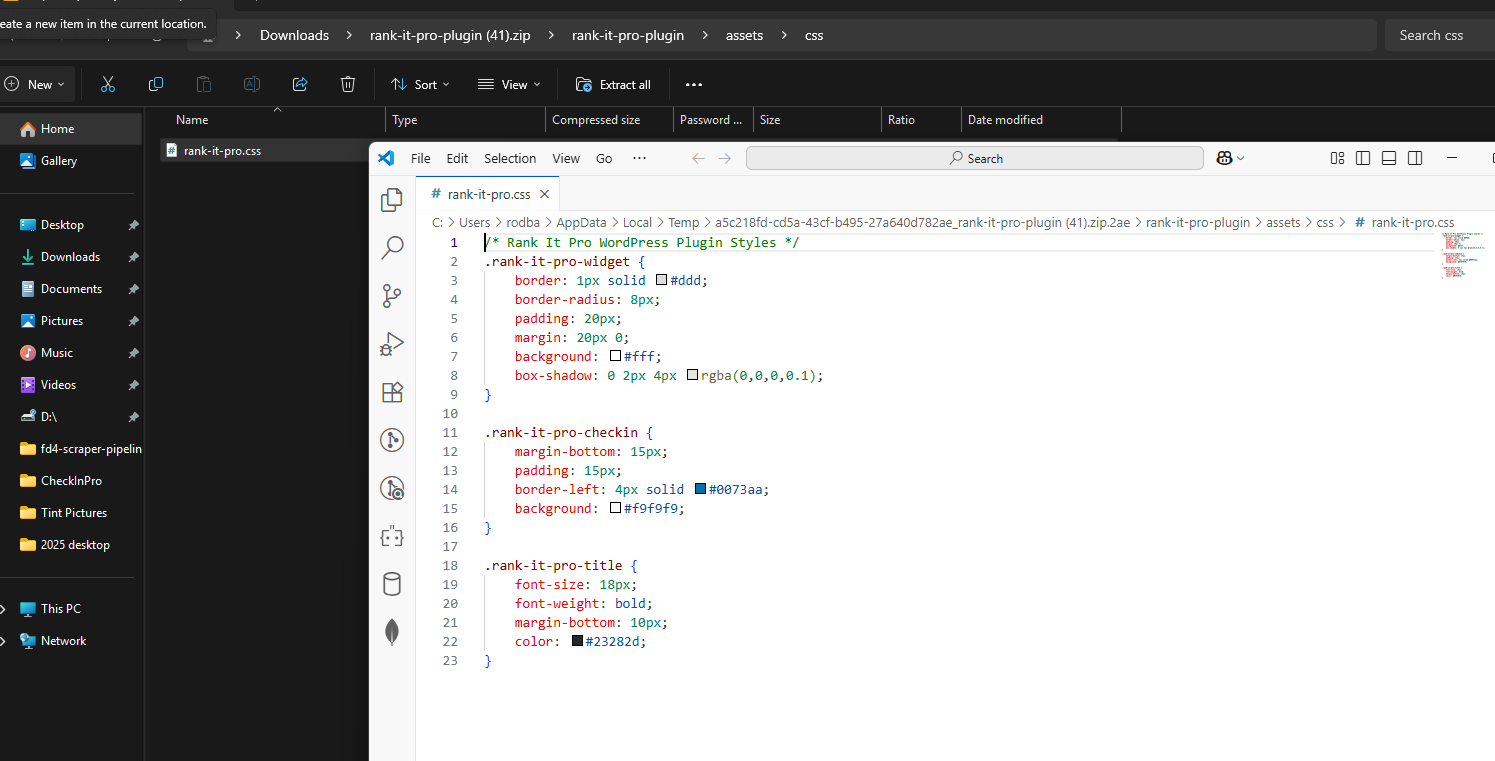 eate a new item in the current location.
Downloads > rank-it-pro-plugin (41).zip > rank-it-pro-plugin > assets > css
Search css
New
Sort
View
Extract all
Name
Type
Compressed size
Password ...
Size
Ratio
Date modified
Home
Gallery
Desktop
Downloads
Documents
Pictures
Music
Videos
D:\
fd4-scraper-pipelin
CheckInPro
Tint Pictures
2025 desktop
This PC
Network
rank-it-pro.css
File Edit Selection View Go ···
Search
# rank-it-pro.css
C: > Users > rodba > AppData > Local > Temp > a5c218fd-cd5a-43cf-b495-27a640d782ae_rank-it-pro-plugin (41).zip.2ae > rank-it-pro-plugin > assets > css > # rank-it-pro.css
1 /* Rank It Pro WordPress Plugin Styles */
2 .rank-it-pro-widget {
3 border: 1px solid #ddd;
4 border-radius: 8px;
5 padding: 20px;
6 margin: 20px 0;
7 background: #fff;
8 box-shadow: 0 2px 4px rgba(0,0,0,0.1);
9 }
10
11 .rank-it-pro-checkin {
12 margin-bottom: 15px;
13 padding: 15px;
14 border-left: 4px solid #0073aa;
15 background: #f9f9f9;
16 }
17
18 .rank-it-pro-title {
19 font-size: 18px;
20 font-weight: bold;
21 margin-bottom: 10px;
22 color: #23282d;
23 }